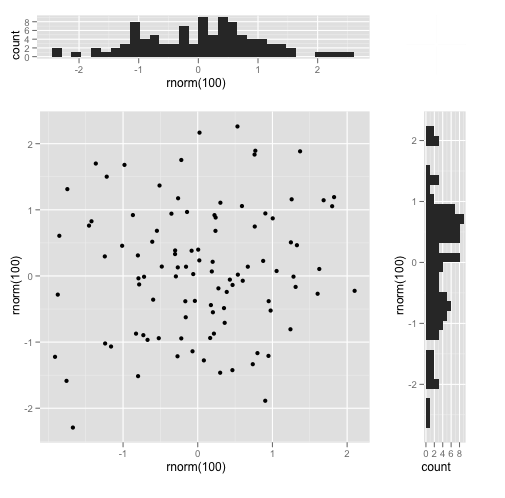 count
8
6
4
2
0
-2 -1 0 1 2
rnorm(100)
rnorm(100)
2
1
0
-1
-2
-1 0 1 2
rnorm(100)
rnorm(100)
2
1
0
-1
-2
0 2 4 6 8
count